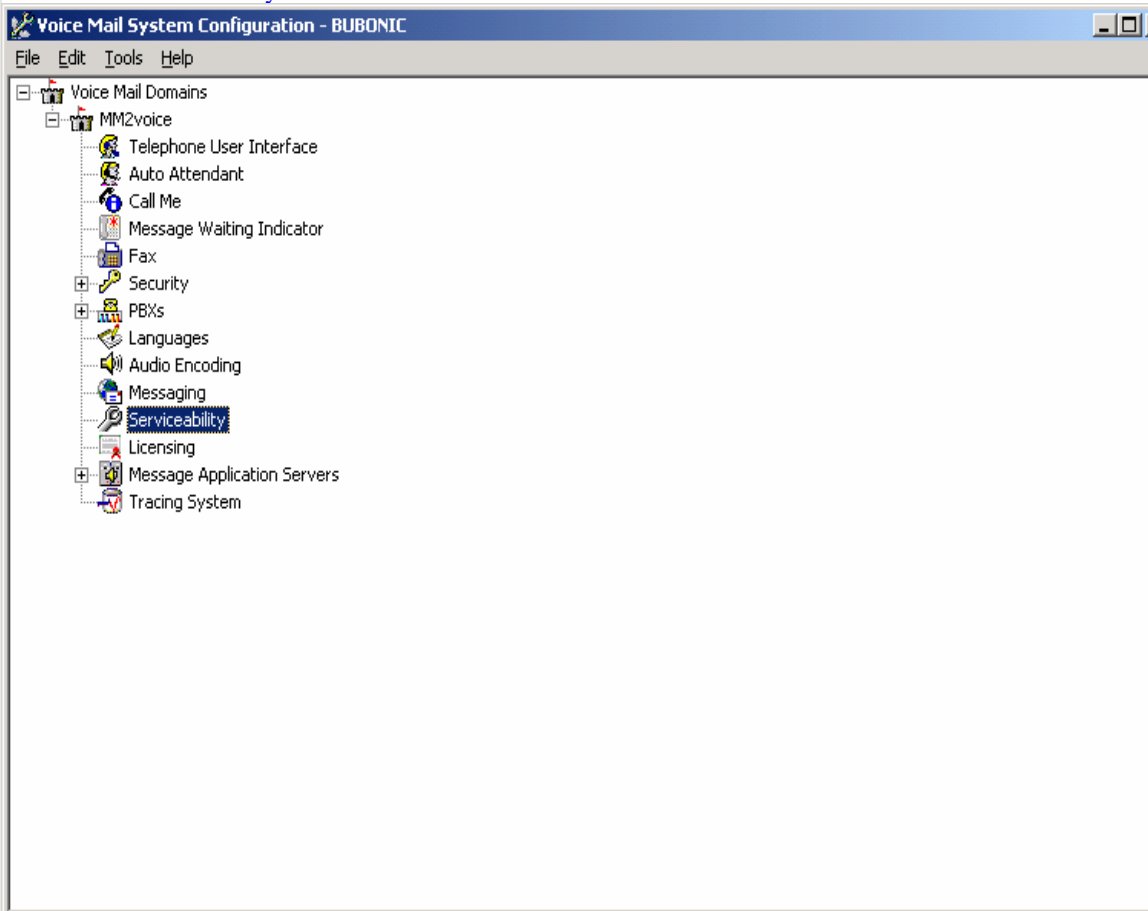 Voice Mail System Configuration - BUBONIC
File Edit Tools Help
Voice Mail Domains
MM2voice
Telephone User Interface
Auto Attendant
Call Me
Message Waiting Indicator
Fax
Security
PBXs
Languages
Audio Encoding
Messaging
Serviceability
Licensing
Message Application Servers
Tracing System